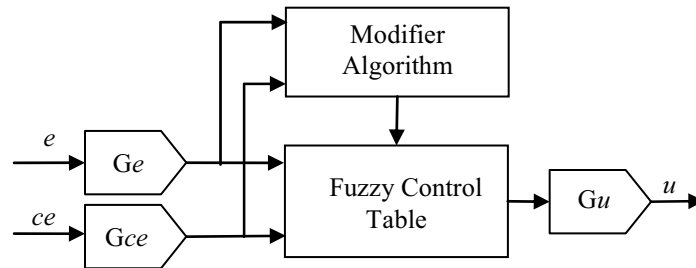 Modifier
Algorithm
e
Ge
Fuzzy Control
Table
Gu
u
ce
Gce